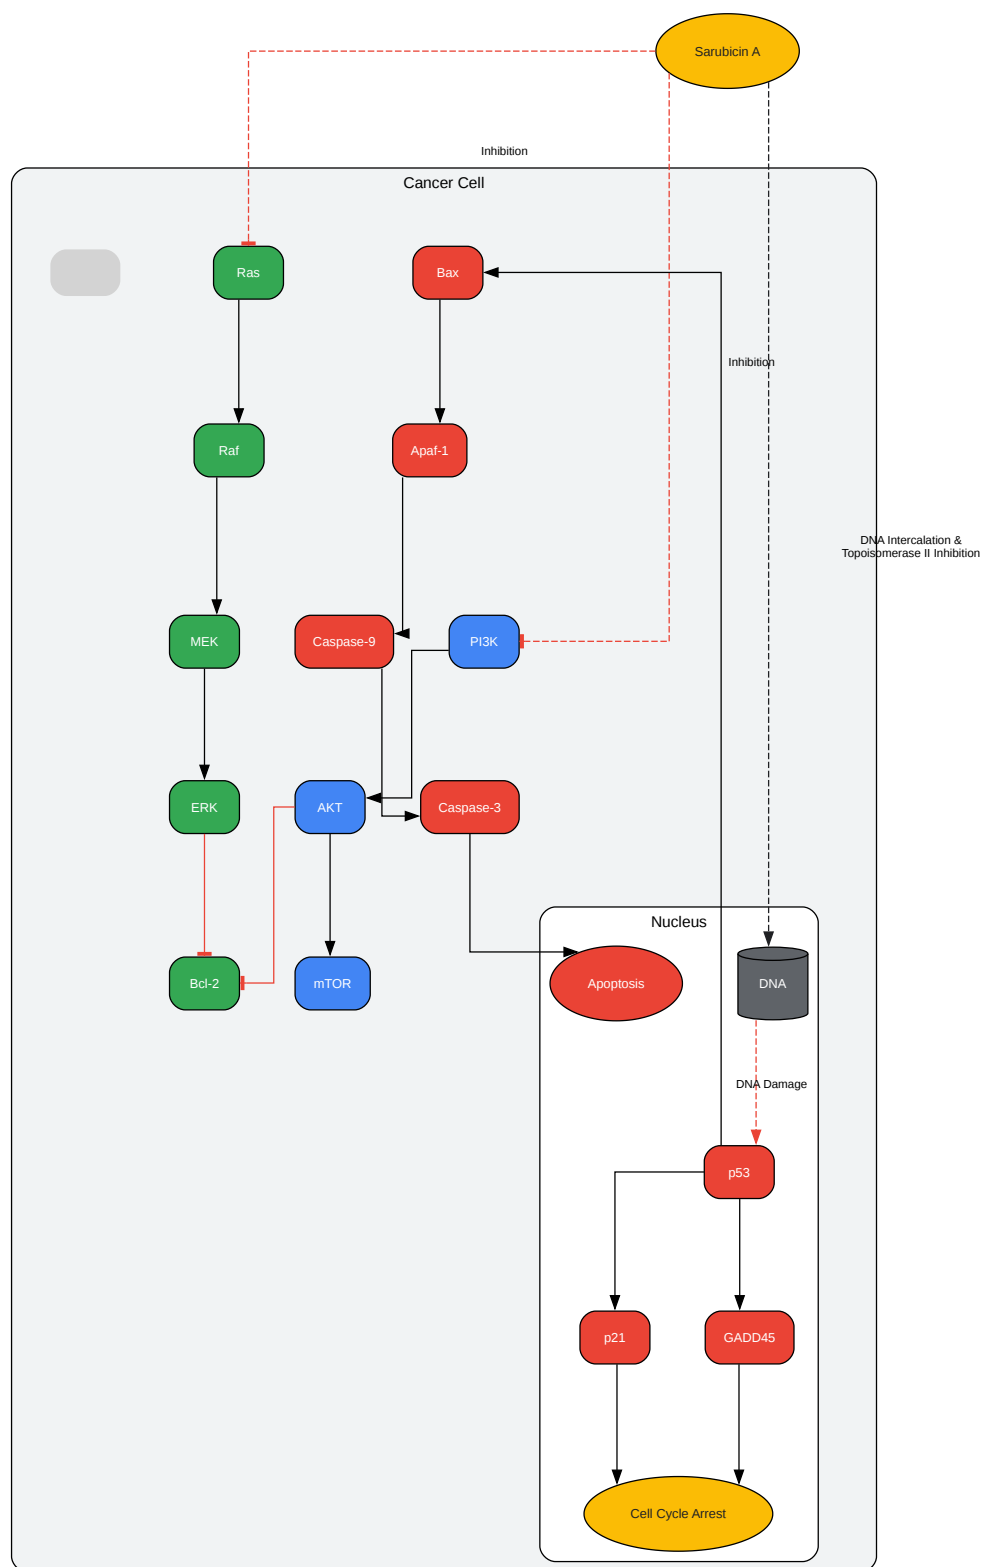 Sarubicin A
Inhibition
Cancer Cell
Ras
Bax
Inhibition
Raf
Apaf-1
DNA Intercalation &
Topoisomerase II Inhibition
MEK
Caspase-9
PI3K
ERK
AKT
Caspase-3
Nucleus
Bcl-2
mTOR
Apoptosis
DNA
DNA Damage
p53
p21
GADD45
Cell Cycle Arrest